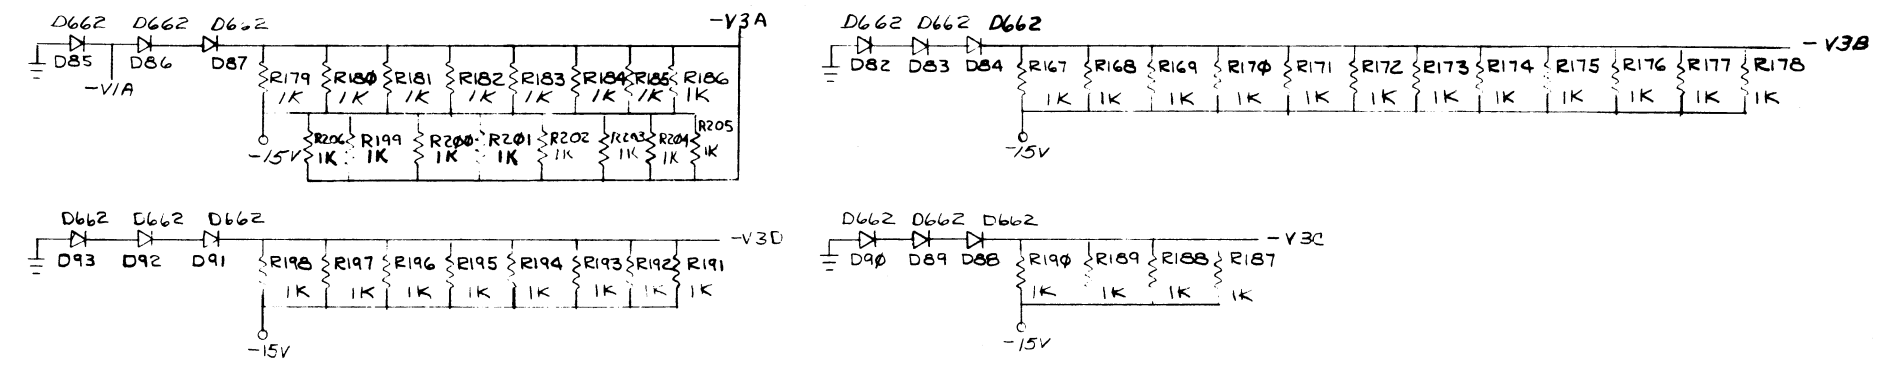 D662 D662 D662 -V3A
D85 D86 D87
-V1A
R179 R180 R181 R182 R183 R184 R185 R186
1K 1K 1K 1K 1K 1K 1K 1K
-15V
R206 R199 R200 R201 R202 R203 R204 R205
1K 1K 1K 1K 1K 1K 1K 1K
D662 D662 D662 -V3B
D82 D83 D84
R167 R168 R169 R170 R171 R172 R173 R174 R175 R176 R177 R178
1K 1K 1K 1K 1K 1K 1K 1K 1K 1K 1K 1K
-15V
D662 D662 D662 -V3D
D93 D92 D91
R198 R197 R196 R195 R194 R193 R192 R191
1K 1K 1K 1K 1K 1K 1K 1K
-15V
D662 D662 D662 -V3C
D90 D89 D88
R190 R189 R188 R187
1K 1K 1K 1K
-15V